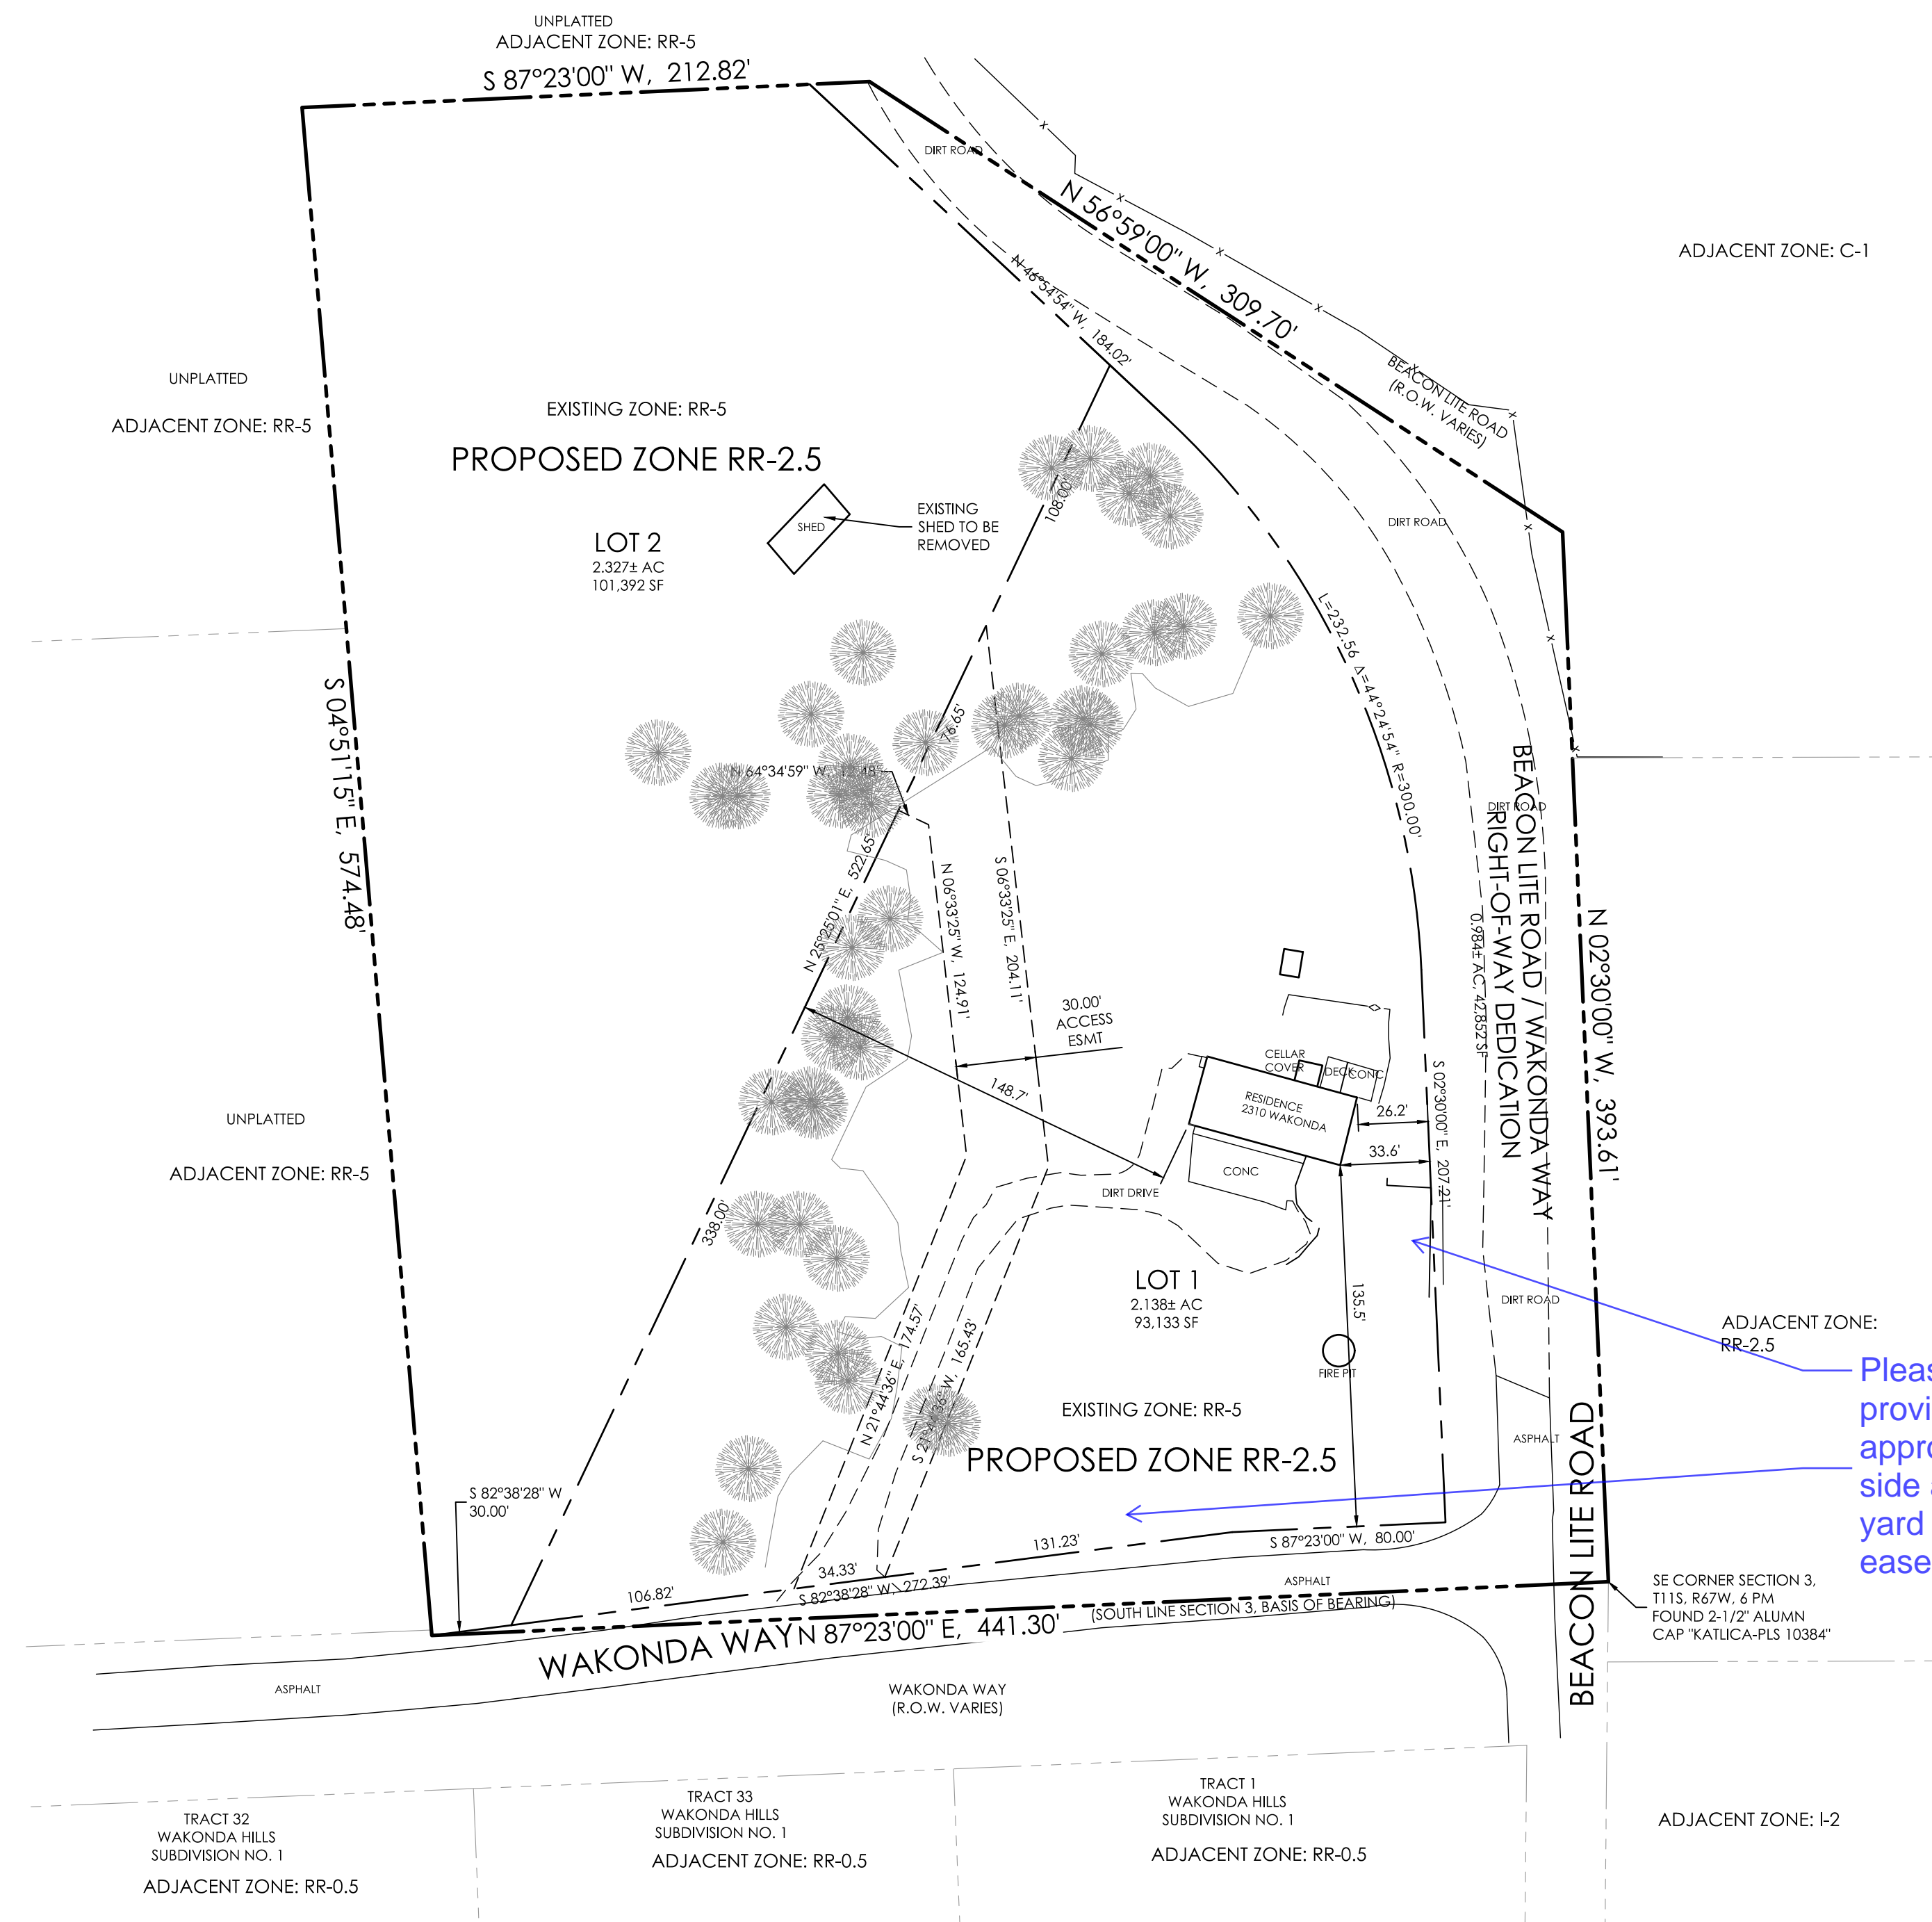 UNPLATTED
ADJACENT ZONE: RR-5
S 87°23'00" W, 212.82'
DIRT ROAD
N 56°59'00" W, 309.70'
ADJACENT ZONE: C-1
N 46°54'54" W, 184.02'
BEACON LITE ROAD
(R.O.W. VARIES)
UNPLATTED
ADJACENT ZONE: RR-5
EXISTING ZONE: RR-5
PROPOSED ZONE RR-2.5
108.00'
EXISTING
SHED TO BE
REMOVED
SHED
DIRT ROAD
LOT 2
2.327± AC
101,392 SF
L=232.56 Δ=44°24'54" R=300.00'
S 04°51'15" E, 574.48'
76.65'
N 64°34'59" W,
DIRT ROAD
BEACON LITE ROAD / WAKONDA WAY
RIGHT-OF-WAY DEDICATION
0.984± AC, 42,852 SF
N 25°25'01" E, 522.65'
N 06°33'25" W, 124.91'
S 06°33'25" E, 204.11'
N 02°30'00" W, 393.61'
30.00'
ACCESS
ESMT
CELLAR
COVER
DECK
CONC
148.7'
RESIDENCE
2310 WAKONDA
26.2'
S 02°30'00" E, 207.21'
33.6'
UNPLATTED
ADJACENT ZONE: RR-5
CONC
DIRT DRIVE
338.00'
LOT 1
2.138± AC
93,133 SF
135.5'
DIRT ROAD
ADJACENT ZONE:
RR-2.5
FIRE PIT
N 21°44'36" E, 174.57'
S 21°44'36" W, 165.43'
Pleas
provi
appro
side
yard
ease
EXISTING ZONE: RR-5
PROPOSED ZONE RR-2.5
ASPHALT
BEACON LITE ROAD
S 82°38'28" W
30.00'
131.23'
S 87°23'00" W, 80.00'
34.33'
106.82'
S 82°38'28" W, 272.39'
ASPHALT
(SOUTH LINE SECTION 3, BASIS OF BEARING)
SE CORNER SECTION 3,
T11S, R67W, 6 PM
FOUND 2-1/2" ALUMN
CAP "KATLICA-PLS 10384"
WAKONDA WAY
N 87°23'00" E, 441.30'
ASPHALT
WAKONDA WAY
(R.O.W. VARIES)
TRACT 32
WAKONDA HILLS
SUBDIVISION NO. 1
ADJACENT ZONE: RR-0.5
TRACT 33
WAKONDA HILLS
SUBDIVISION NO. 1
ADJACENT ZONE: RR-0.5
TRACT 1
WAKONDA HILLS
SUBDIVISION NO. 1
ADJACENT ZONE: RR-0.5
ADJACENT ZONE: I-2